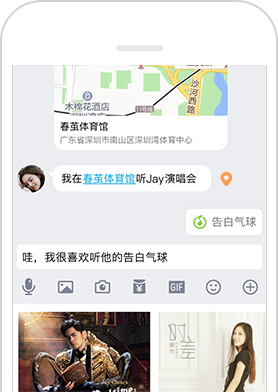 沙河西路
木棉花酒店
春茧体育馆
广东省深圳市南山区深圳湾体育中心
我在春茧体育馆听Jay演唱会
告白气球
哇，我很喜欢听他的告白气球
GIF
时差